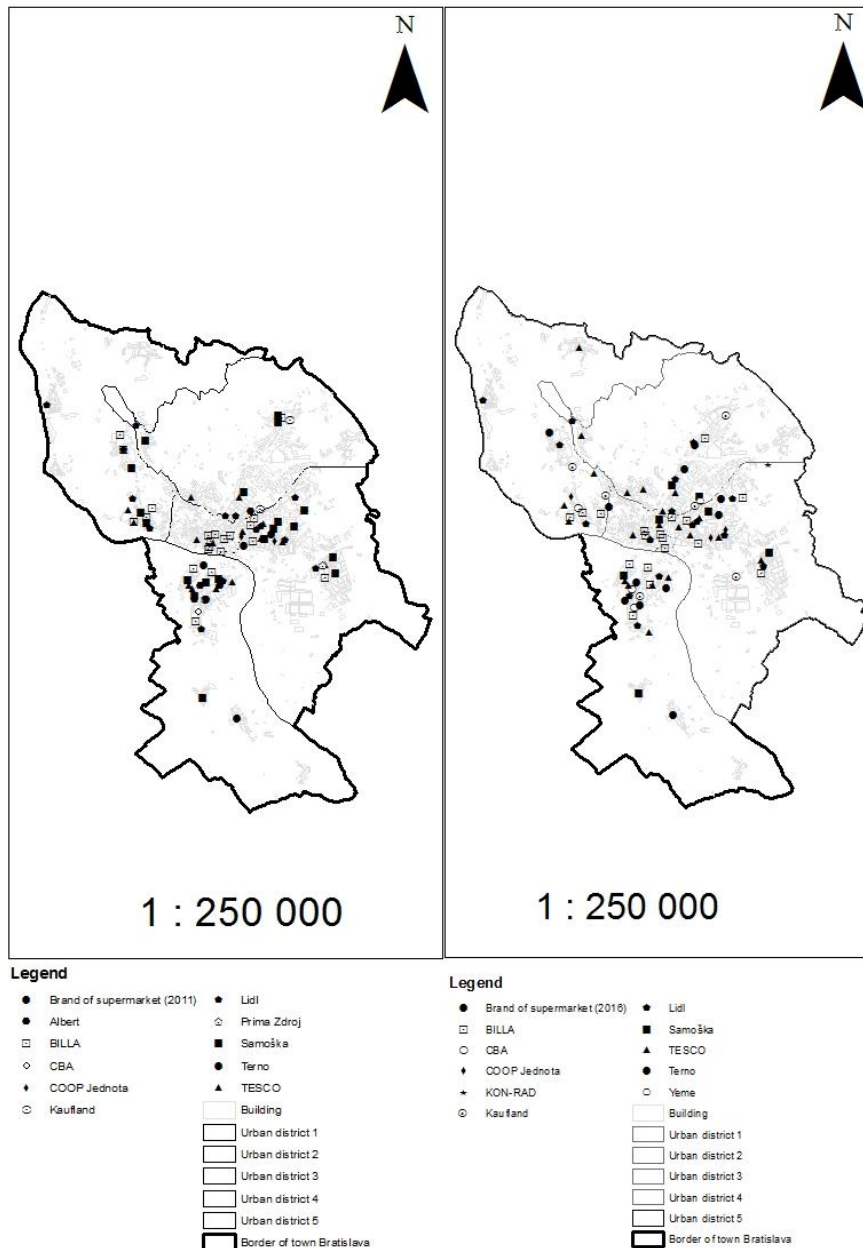 N
N
1 : 250 000
1 : 250 000
Legend
Brand of supermarket (2011)
Albert
BILLA
CBA
COOP Jednota
Kaufland
Lidl
Prima Zdroj
Samoška
Terno
TESCO
Building
Urban district 1
Urban district 2
Urban district 3
Urban district 4
Urban district 5
Border of town Bratislava
Legend
Brand of supermarket (2016)
BILLA
CBA
COOP Jednota
KON-RAD
Kaufland
Lidl
Samoška
TESCO
Terno
Yeme
Building
Urban district 1
Urban district 2
Urban district 3
Urban district 4
Urban district 5
Border of town Bratislava